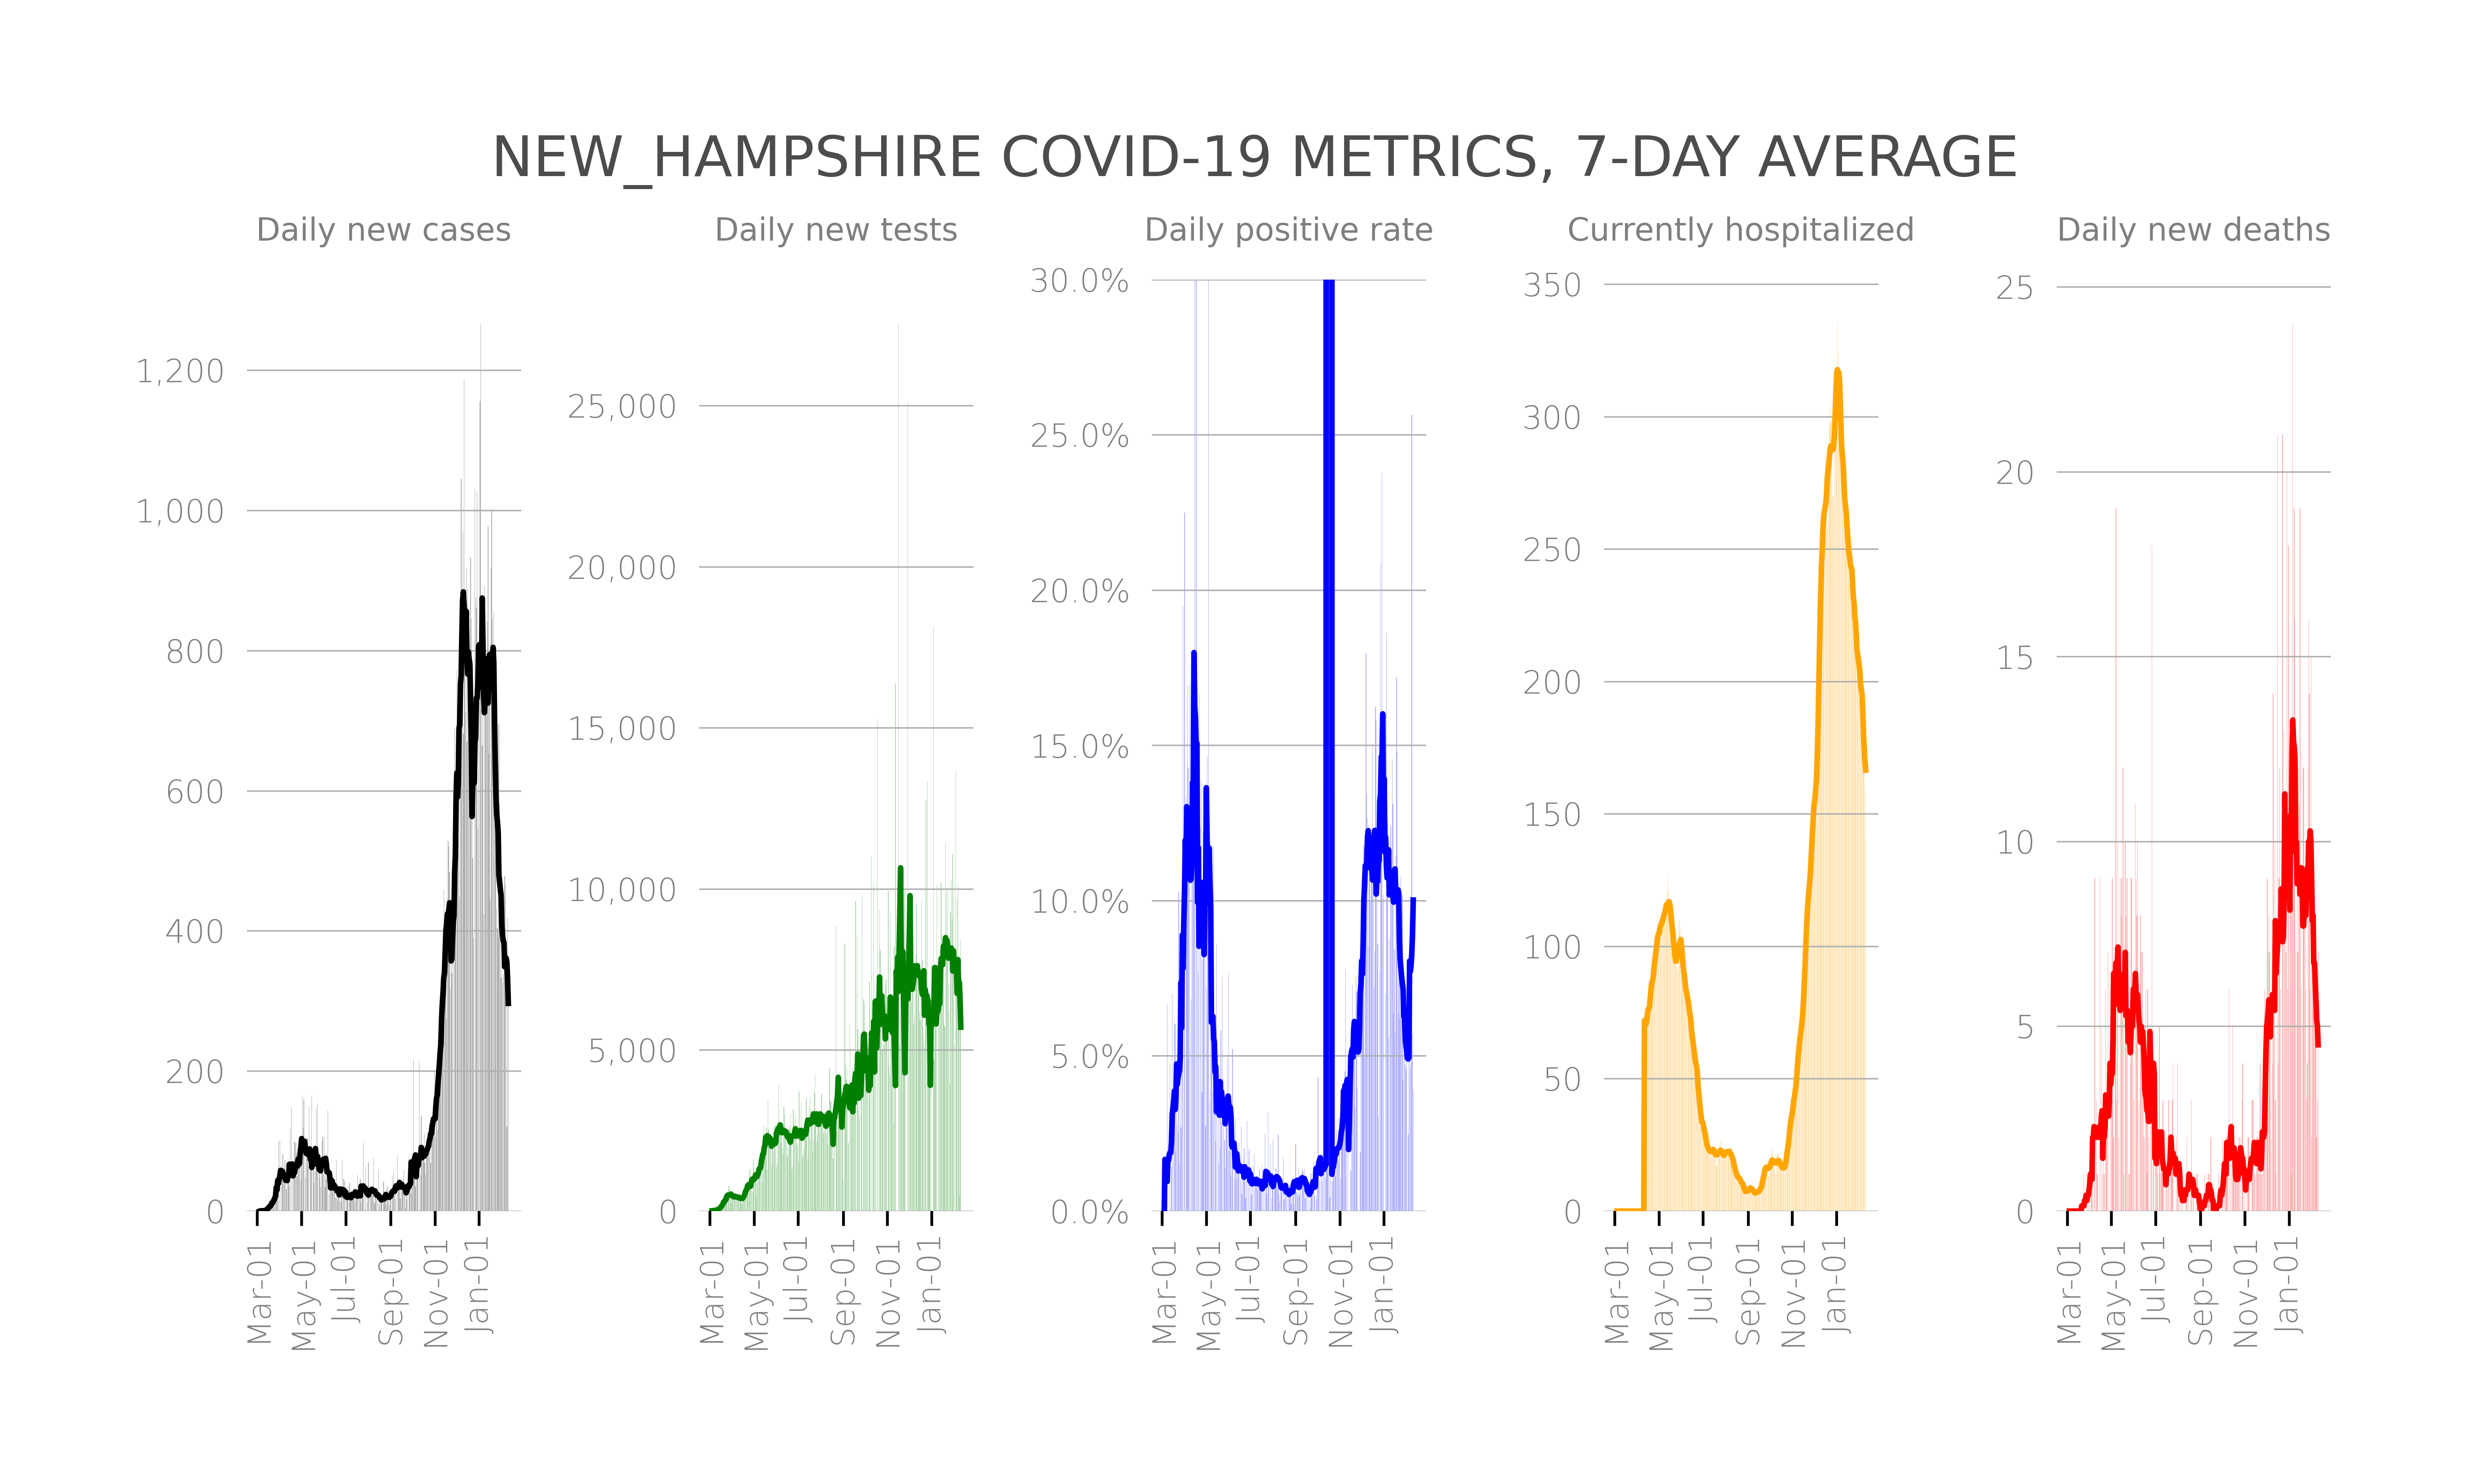 NEW_HAMPSHIRE COVID-19 METRICS, 7-DAY AVERAGE
Daily new cases
1,200
1,000
800
600
400
200
0
Mar-01
May-01
Jul-01
Sep-01
Nov-01
Jan-01
Daily new tests
25,000
20,000
15,000
10,000
5,000
0
Mar-01
May-01
Jul-01
Sep-01
Nov-01
Jan-01
Daily positive rate
30.0%
25.0%
20.0%
15.0%
10.0%
5.0%
0.0%
Mar-01
May-01
Jul-01
Sep-01
Nov-01
Jan-01
Currently hospitalized
350
300
250
200
150
100
50
0
Mar-01
May-01
Jul-01
Sep-01
Nov-01
Jan-01
Daily new deaths
25
20
15
10
5
0
Mar-01
May-01
Jul-01
Sep-01
Nov-01
Jan-01